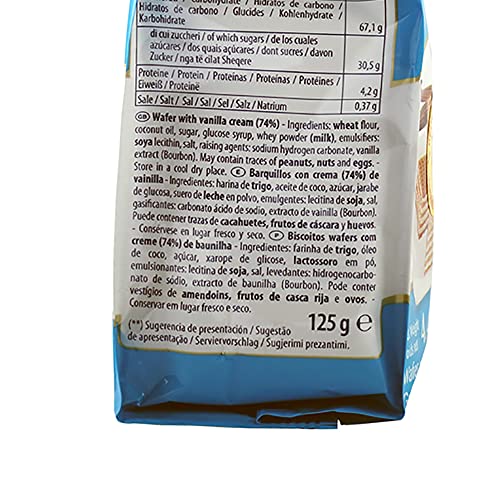 Hidratos de carbono / Glucides / Kohlenhydrate /
Karbohidrate 67,1 g
di cui zuccheri / of which sugars / de los cuales
azúcares / dos quais açúcares / dont sucres / davon
Zucker / nga të cilat Sheqere 30,5 g
Proteine / Protein / Proteinas / Proteínas / Protéines /
Eiweiß / Proteinë 4,2 g
Sale / Salt / Sal / Sal / Sel / Salz / Natrium 0,37 g
GB Wafer with vanilla cream (74%) - Ingredients: wheat flour,
coconut oil, sugar, glucose syrup, whey powder (milk), emulsifiers:
soya lecithin, salt, raising agents: sodium hydrogen carbonate, vanilla
extract (Bourbon). May contain traces of peanuts, nuts and eggs. -
Store in a cool dry place. E Barquillos con crema (74%) de
vainilla - Ingredientes: harina de trigo, aceite de coco, azúcar, jarabe
de glucosa, suero de leche en polvo, emulgentes: lecitina de soja, sal,
gasificantes: carbonato ácido de sodio, extracto de vainilla (Bourbon).
Puede contener trazas de cacahuetes, frutos de cáscara y huevos.
- Consérvese en lugar fresco y seco. P Biscoitos wafers com
creme (74%) de baunilha - Ingredientes: farinha de trigo, óleo
de coco, açúcar, xarope de glicose, lactossoro em pó,
emulsionantes: lecitina de soja, sal, levedantes: hidrogenocarbo-
nato de sódio, extracto de baunilha (Bourbon). Pode conter
vestígios de amendoins, frutos de casca rija e ovos. -
Conservar em lugar fresco e seco.
(**) Sugerencia de presentación / Sugestão
de apresentação / Serviervorschlag / Sugjerimi prezantimi.
125 g e